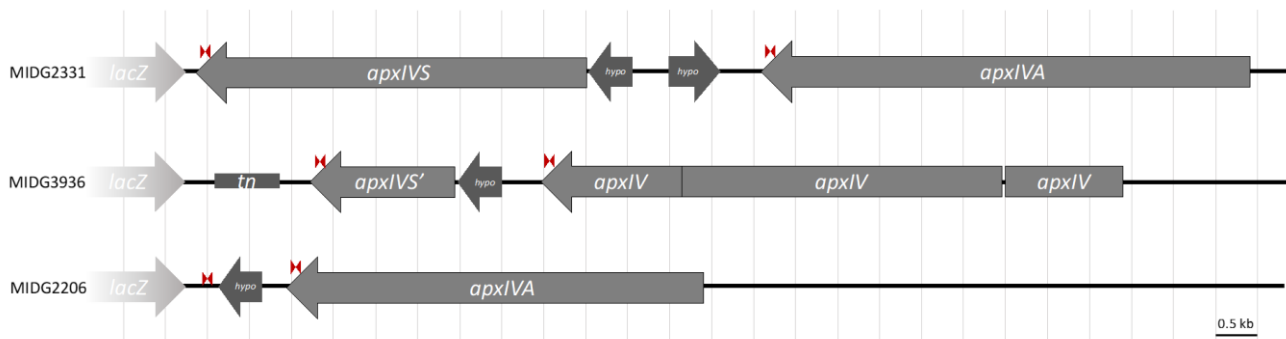 MIDG2331 lacZ apxIVS hypo hypo apxIVA
MIDG3936 lacZ tn apxIVS’ hypo apxIV apxIV apxIV
MIDG2206 lacZ hypo apxIVA
0.5 kb